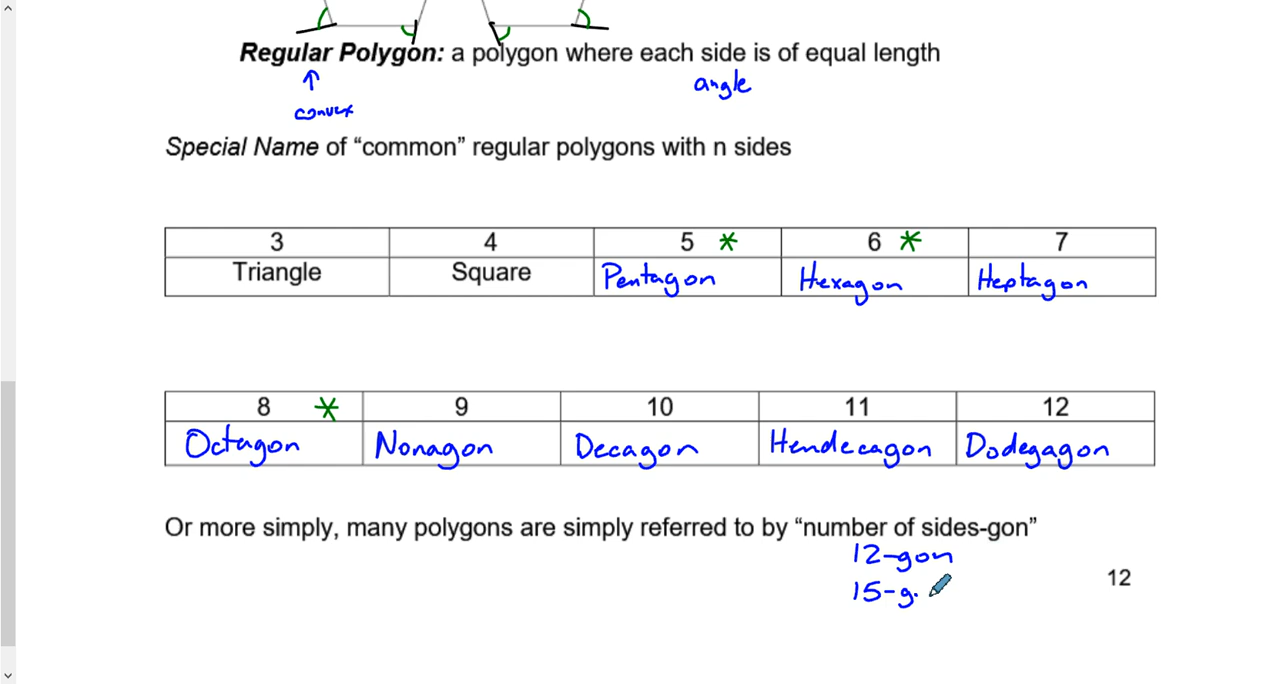 Regular Polygon: a polygon where each side is of equal length
angle
convex
Special Name of “common” regular polygons with n sides
3 4 5 * 6 * 7
Triangle Square Pentagon Hexagon Heptagon
8 * 9 10 11 12
Octagon Nonagon Decagon Hendecagon Dodegagon
Or more simply, many polygons are simply referred to by “number of sides-gon”
12-gon
12
15-g.